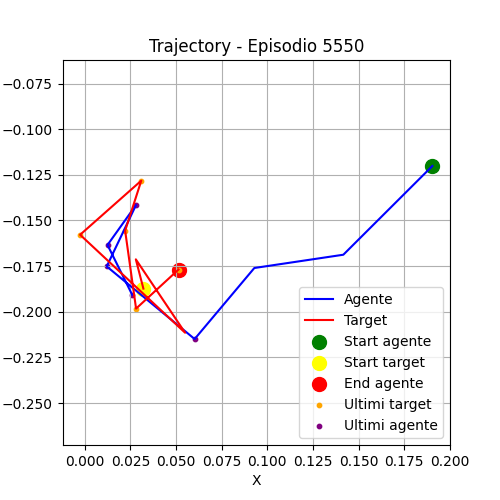 Trajectory - Episodio 5550
−0.075
−0.100
−0.125
−0.150
−0.175
−0.200
−0.225
−0.250
Agente
Target
Start agente
Start target
End agente
Ultimi target
Ultimi agente
0.000 0.025 0.050 0.075 0.100 0.125 0.150 0.175 0.200
X